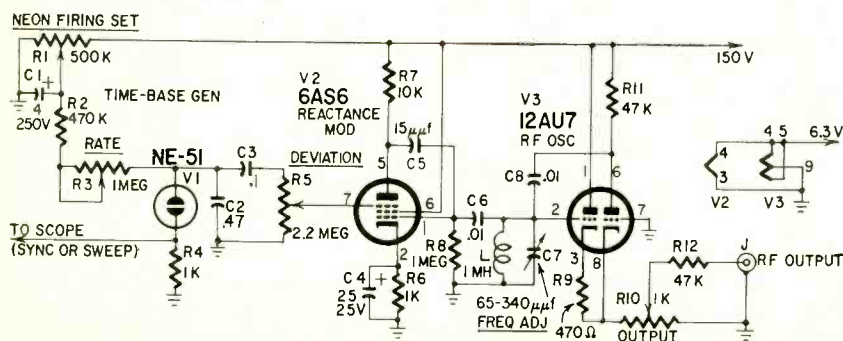 NEON FIRING SET
R1
500K
150V
C1
+
4
250V
TIME-BASE GEN
R2
470K
RATE
R3
1MEG
NE-51
V1
C3
.1
C2
.47
DEVIATION
R5
2.2 MEG
TO SCOPE
(SYNC OR SWEEP)
R4
1K
V2
6AS6
REACTANCE
MOD
R7
10K
15μμf
C5
5
7
6
1
2
C4
+
25
25V
R6
1K
R8
1MEG
C6
.01
L
1 MH
C7
65-340μμf
FREQ ADJ
V3
12AU7
RF OSC
R11
47K
C8
.01
1
6
2
7
3
8
R9
470Ω
R10
1K
OUTPUT
R12
47K
J
RF OUTPUT
4
3
V2
4
5
9
V3
6.3V